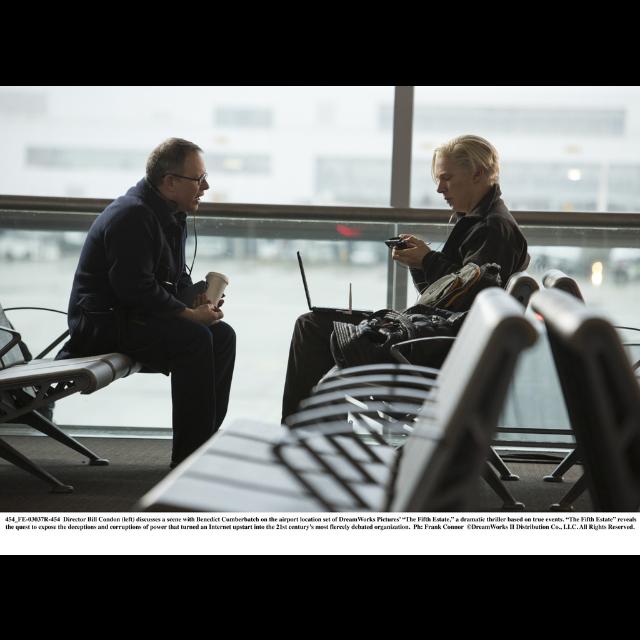 454_FE-03037R-454 Director Bill Condon (left) discusses a scene with Benedict Cumberbatch on the airport location set of DreamWorks Pictures' "The Fifth Estate," a dramatic thriller based on true events. "The Fifth Estate" reveals
the quest to expose the deceptions and corruptions of power that turned an Internet upstart into the 21st century's most fiercely debated organization. Ph: Frank Connor ©DreamWorks II Distribution Co., LLC. All Rights Reserved.